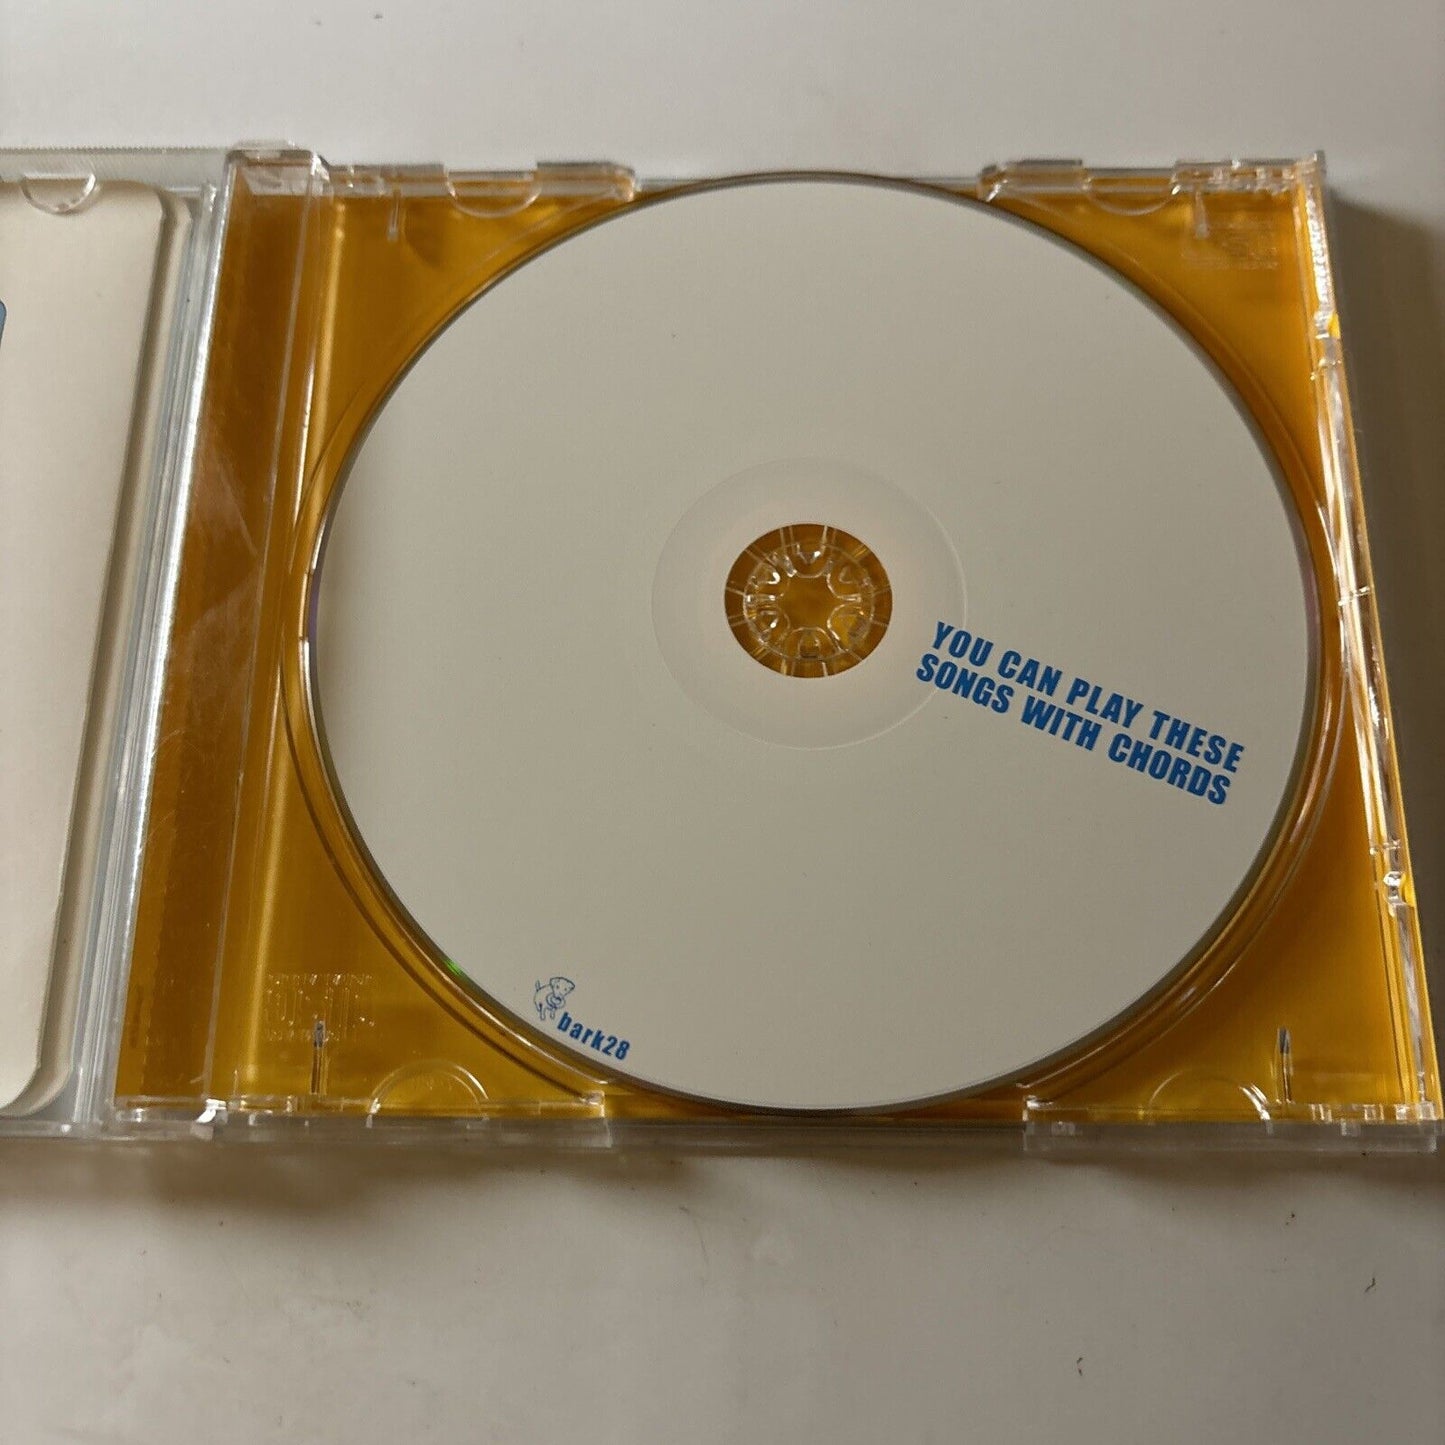 YOU CAN PLAY THESE
SONGS WITH CHORDS
bark28